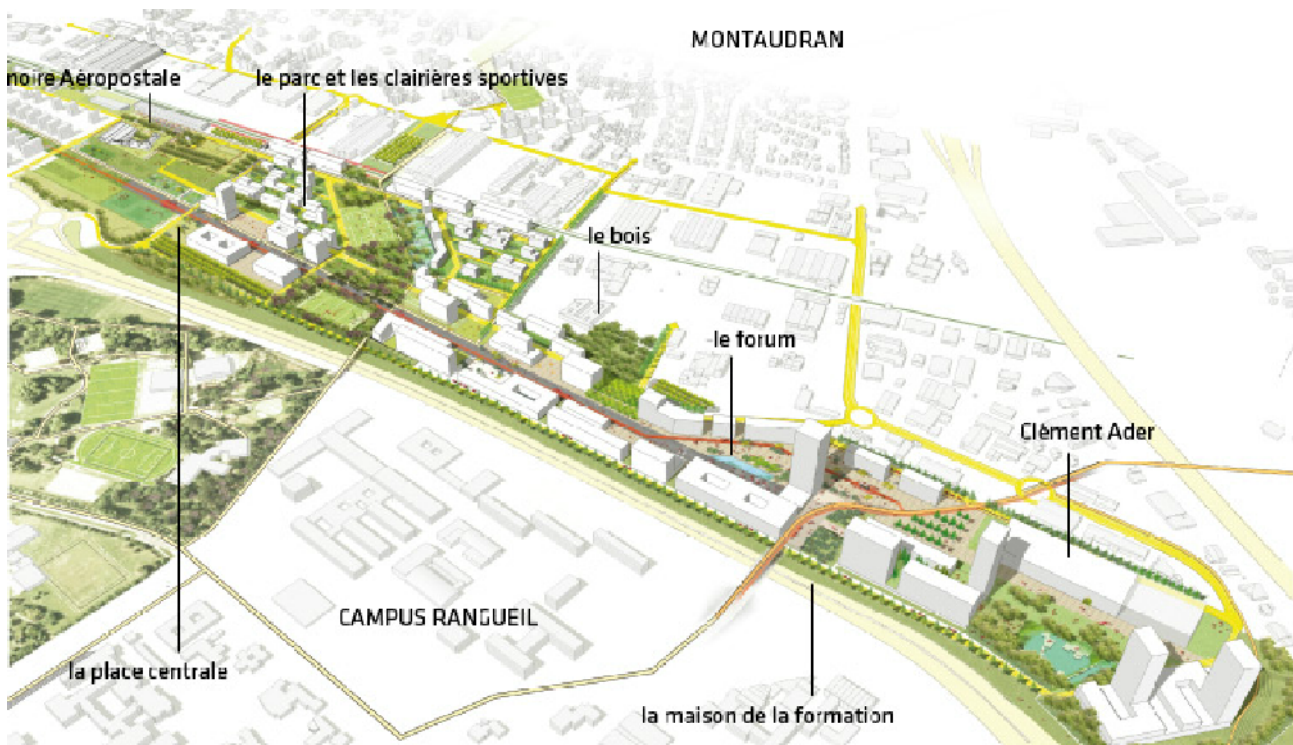 MONTAUDRAN
moire Aéropostale
le parc et les clairières sportives
le bois
le forum
Clément Ader
CAMPUS RANGUEIL
la place centrale
la maison de la formation